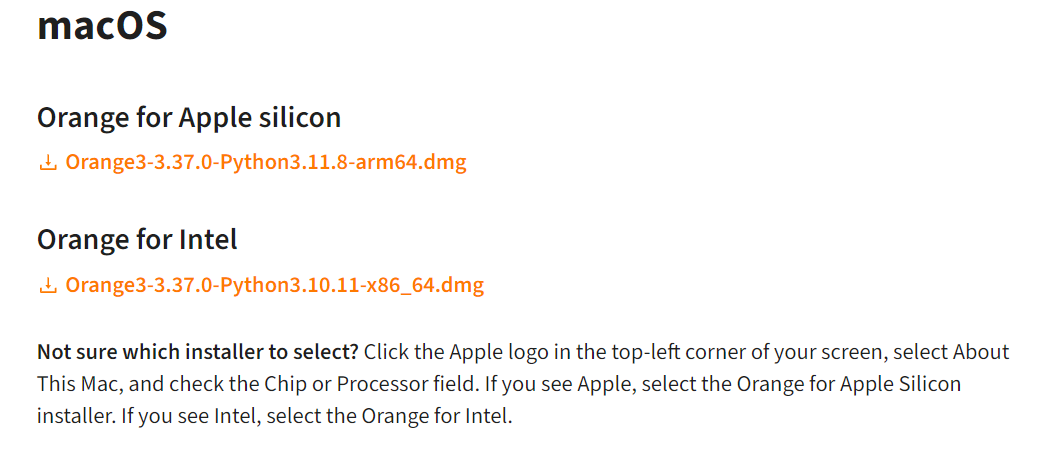 macOS
Orange for Apple silicon
Orange3-3.37.0-Python3.11.8-arm64.dmg
Orange for Intel
Orange3-3.37.0-Python3.10.11-x86_64.dmg
Not sure which installer to select? Click the Apple logo in the top-left corner of your screen, select About
This Mac, and check the Chip or Processor field. If you see Apple, select the Orange for Apple Silicon
installer. If you see Intel, select the Orange for Intel.